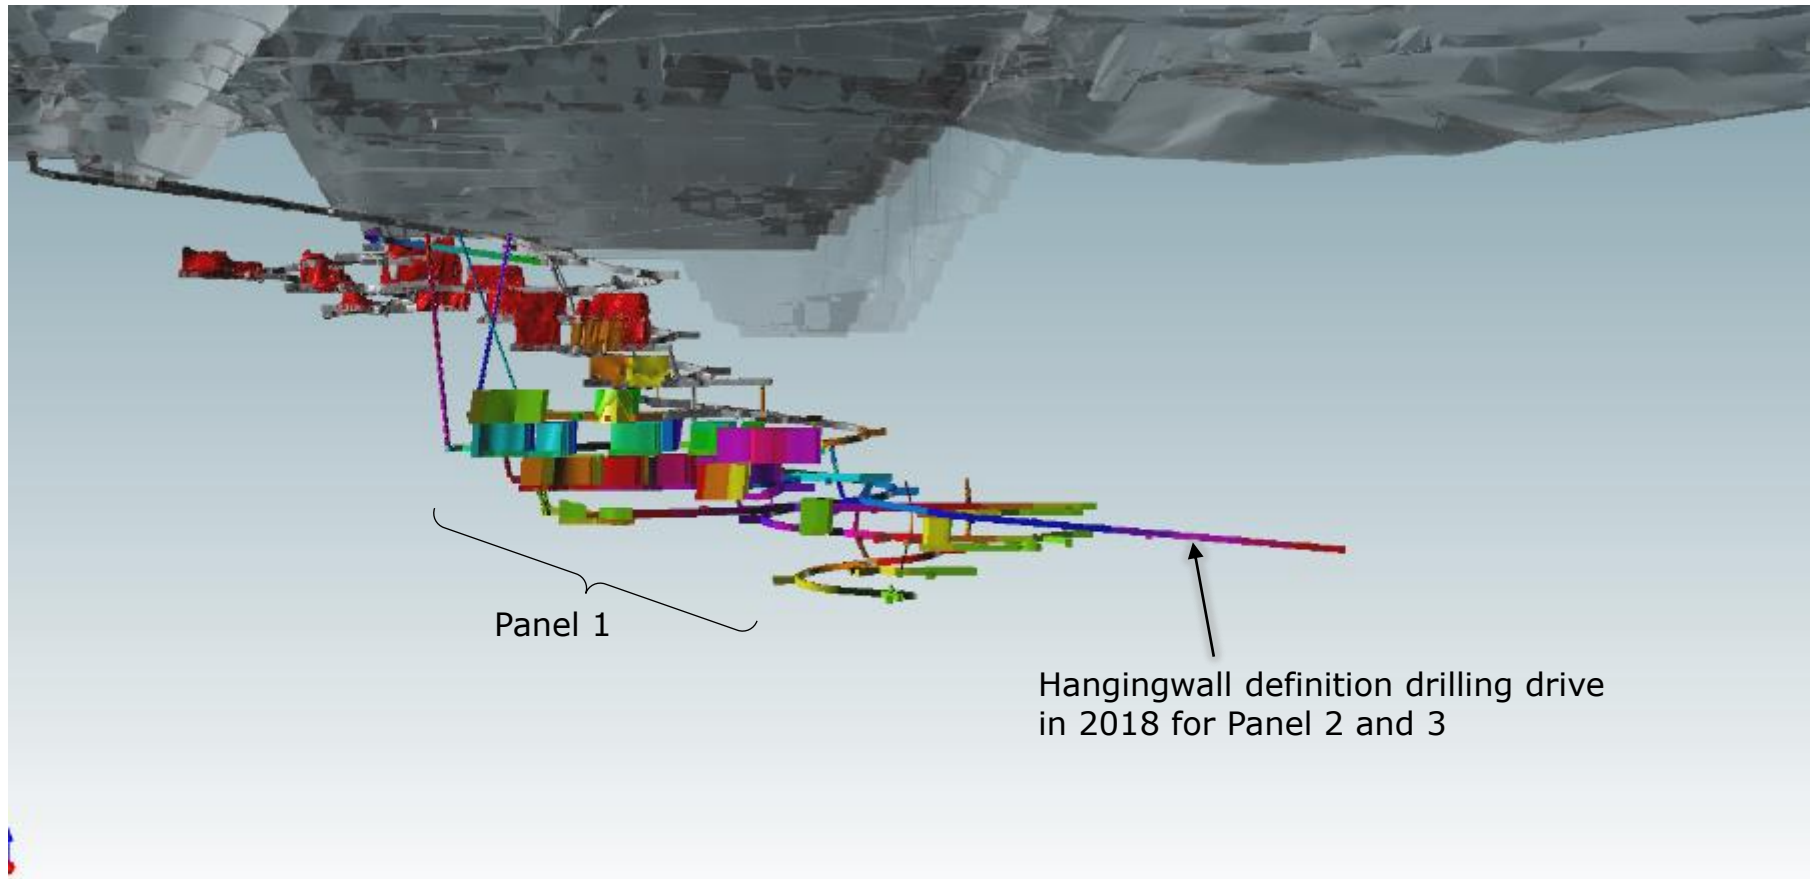 Panel 1
Hangingwall definition drilling drive
in 2018 for Panel 2 and 3